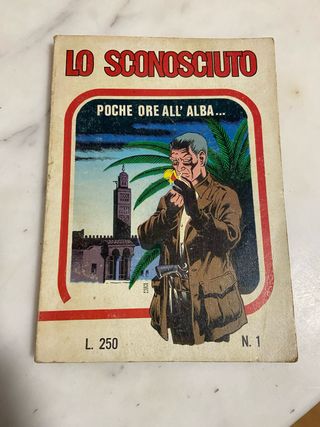 LO SCONOSCIUTO
POCHE ORE ALL'ALBA...
L. 250
N. 1